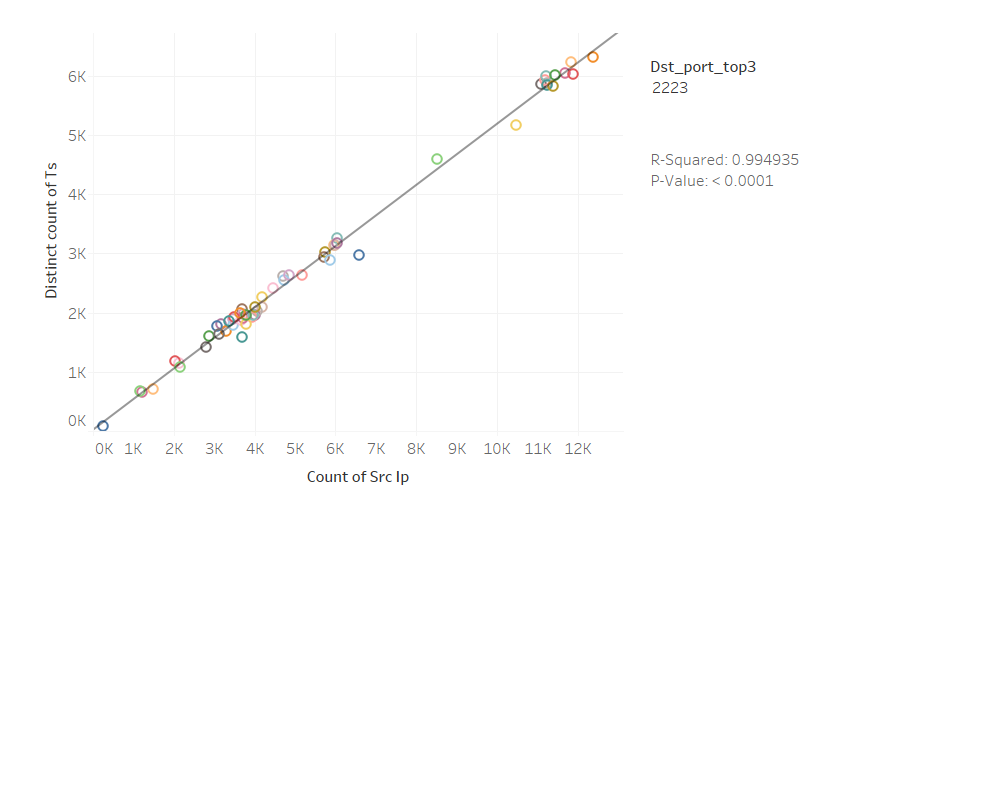 Dst_port_top3
2223
R-Squared: 0.994935
P-Value: < 0.0001
Distinct count of Ts
6K
5K
4K
3K
2K
1K
0K
0K 1K 2K 3K 4K 5K 6K 7K 8K 9K 10K 11K 12K
Count of Src Ip